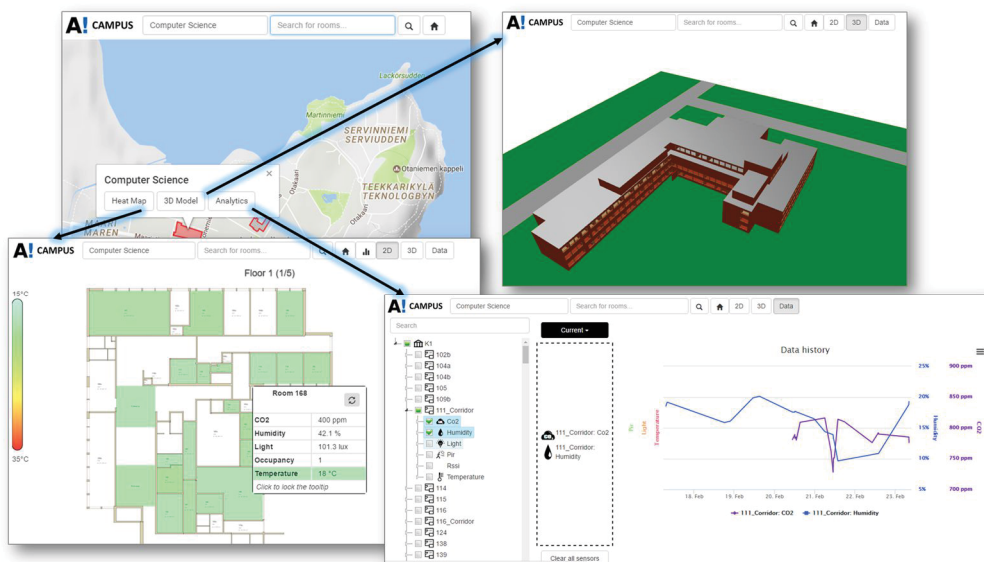 A! CAMPUS
Computer Science
Search for rooms...
Lackörsudden
Martinniemi
SERVINNIEMI
SERVIUDDEN
Otaniemen kappeli
Otakaari
TEEKKARIKYLÄ
TEKNOLOGBYN
Otakaari
Computer Science
×
Heat Map
3D Model
Analytics
MÄRRI
MAREN
A! CAMPUS
Computer Science
Search for rooms...
2D
3D
Data
A! CAMPUS
Computer Science
Search for rooms...
2D
3D
Data
Floor 1 (1/5)
15°C
35°C
Room 168
CO2 400 ppm
Humidity 42.1 %
Light 101.3 lux
Occupancy 1
Temperature 18 °C
Click to lock the tooltip
A! CAMPUS
Computer Science
Search for rooms...
2D
3D
Data
Search
K1
102b
104a
104b
105
109b
111_Corridor
Co2
Humidity
Light
Pir
Rssi
Temperature
114
115
116
116_Corridor
124
138
139
Current
111_Corridor: Co2
111_Corridor:
Humidity
Clear all sensors
Data history
Pir
Light
Temperature
25%
20%
15%
10%
5%
Humidity
900 ppm
850 ppm
800 ppm
750 ppm
700 ppm
CO2
18. Feb
19. Feb
20. Feb
21. Feb
22. Feb
23. Feb
111_Corridor: CO2
111_Corridor: Humidity